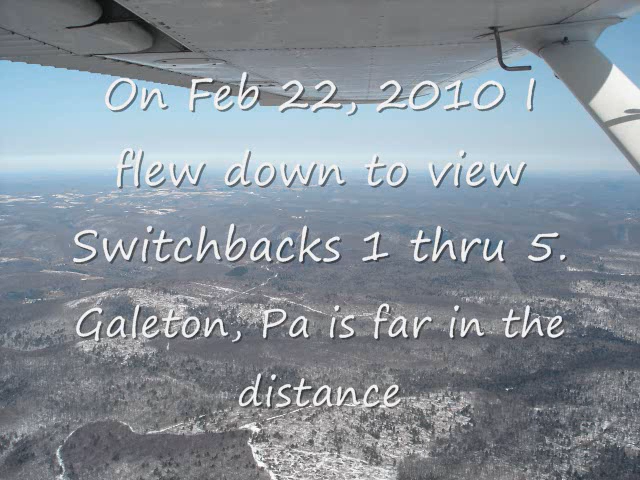 On Feb 22, 2010 I
flew down to view
Switchbacks 1 thru 5.
Galeton, Pa is far in the
distance